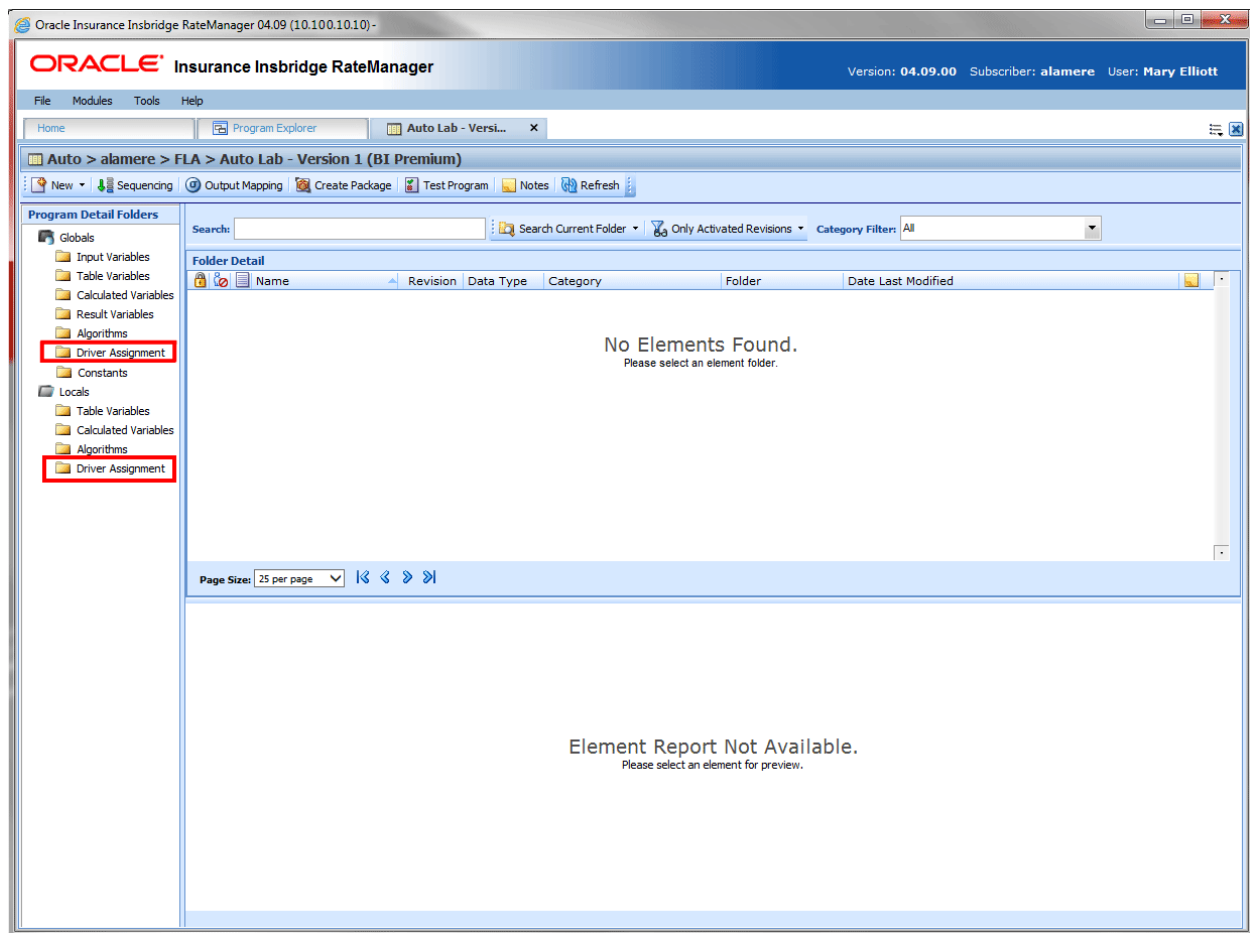 Oracle Insurance Insbridge RateManager 04.09 (10.100.10.10)-
ORACLE Insurance Insbridge RateManager
Version: 04.09.00 Subscriber: alamere User: Mary Elliott
File Modules Tools Help
Home Program Explorer Auto Lab - Versi... x
Auto > alamere > FLA > Auto Lab - Version 1 (BI Premium)
New Sequencing Output Mapping Create Package Test Program Notes Refresh
Program Detail Folders
Globals
Input Variables
Table Variables
Calculated Variables
Result Variables
Algorithms
Driver Assignment
Constants
Locals
Table Variables
Calculated Variables
Algorithms
Driver Assignment
Search: Search Current Folder Only Activated Revisions Category Filter: All
Folder Detail
Name Revision Data Type Category Folder Date Last Modified
No Elements Found.
Please select an element folder.
Page Size: 25 per page
Element Report Not Available.
Please select an element for preview.